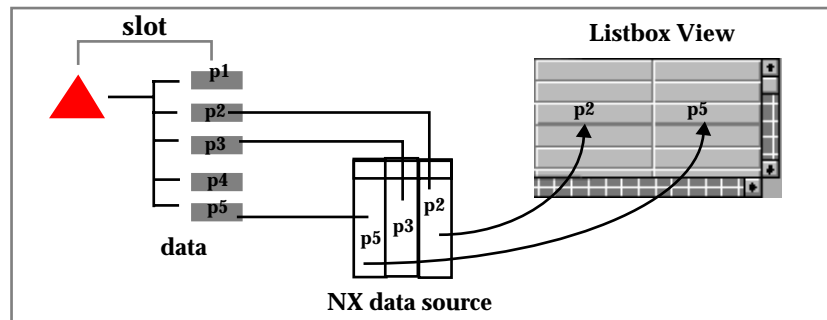 slot
Listbox View
p1
p2
p3
p4
p5
data
p5
p3
p2
NX data source
p2
p5